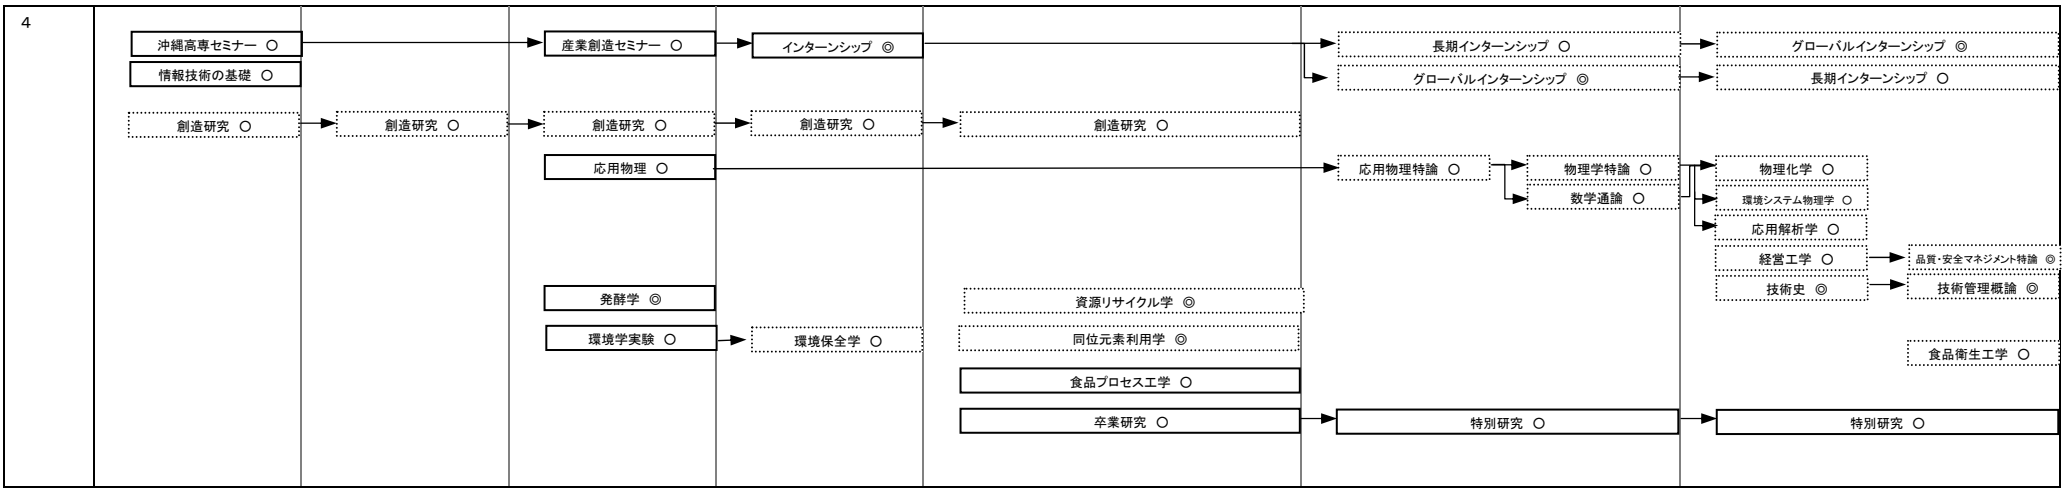 4
沖縄高専セミナー ○
産業創造セミナー ○
インターンシップ ◎
長期インターンシップ ○
グローバルインターンシップ ◎
情報技術の基礎 ○
グローバルインターンシップ ◎
長期インターンシップ ○
創造研究 ○
創造研究 ○
創造研究 ○
創造研究 ○
創造研究 ○
応用物理 ○
応用物理特論 ○
物理学特論 ○
物理化学 ○
数学通論 ○
環境システム物理学 ○
応用解析学 ○
経営工学 ○
品質・安全マネジメント特論 ◎
技術史 ◎
技術管理概論 ◎
発酵学 ◎
資源リサイクル学 ◎
環境学実験 ○
環境保全学 ○
同位元素利用学 ◎
食品衛生工学 ○
食品プロセス工学 ○
卒業研究 ○
特別研究 ○
特別研究 ○